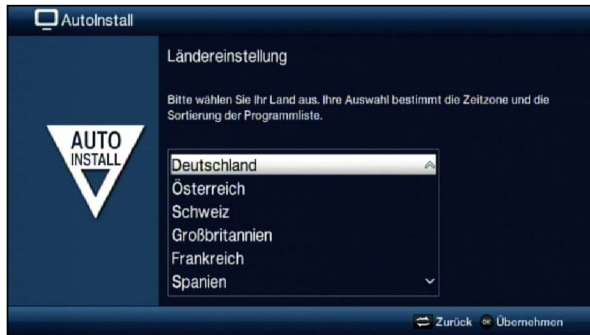 AutoInstall
Ländereinstellung
Bitte wählen Sie Ihr Land aus. Ihre Auswahl bestimmt die Zeitzone und die
Sortierung der Programmliste.
AUTO
INSTALL
Deutschland
Österreich
Schweiz
Großbritannien
Frankreich
Spanien
Zurück OK Übernehmen